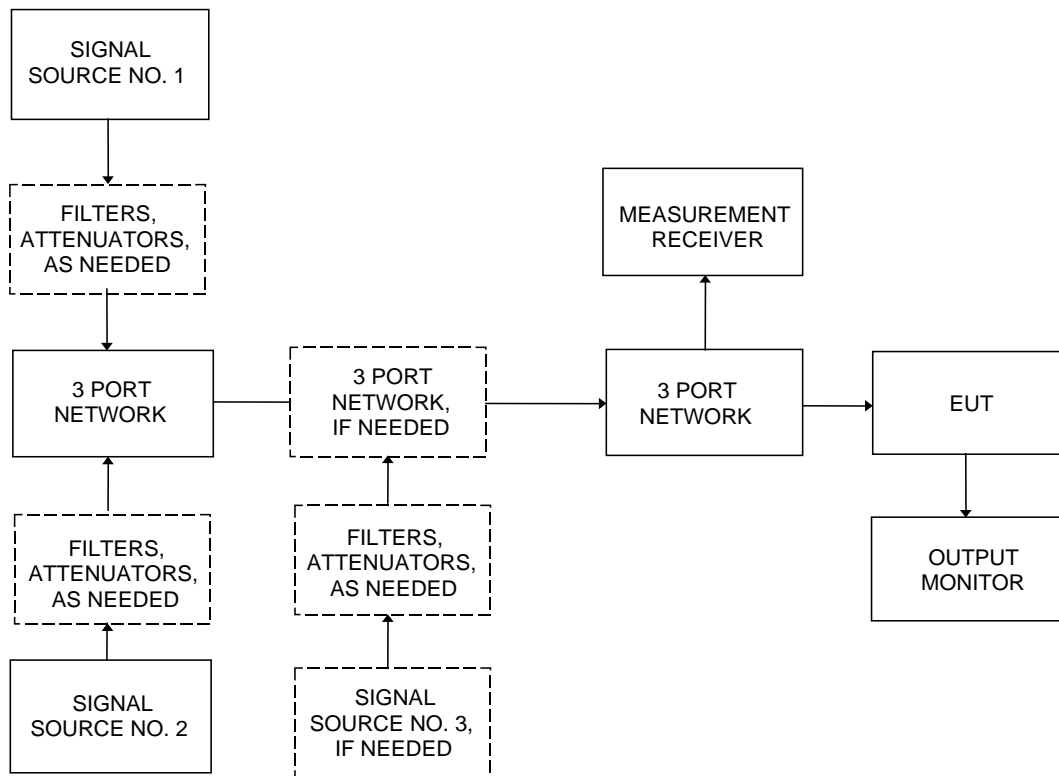 SIGNAL
SOURCE NO. 1
FILTERS,
ATTENUATORS,
AS NEEDED
MEASUREMENT
RECEIVER
3 PORT
NETWORK
3 PORT
NETWORK,
IF NEEDED
3 PORT
NETWORK
EUT
FILTERS,
ATTENUATORS,
AS NEEDED
FILTERS,
ATTENUATORS,
AS NEEDED
OUTPUT
MONITOR
SIGNAL
SOURCE NO. 2
SIGNAL
SOURCE NO. 3,
IF NEEDED